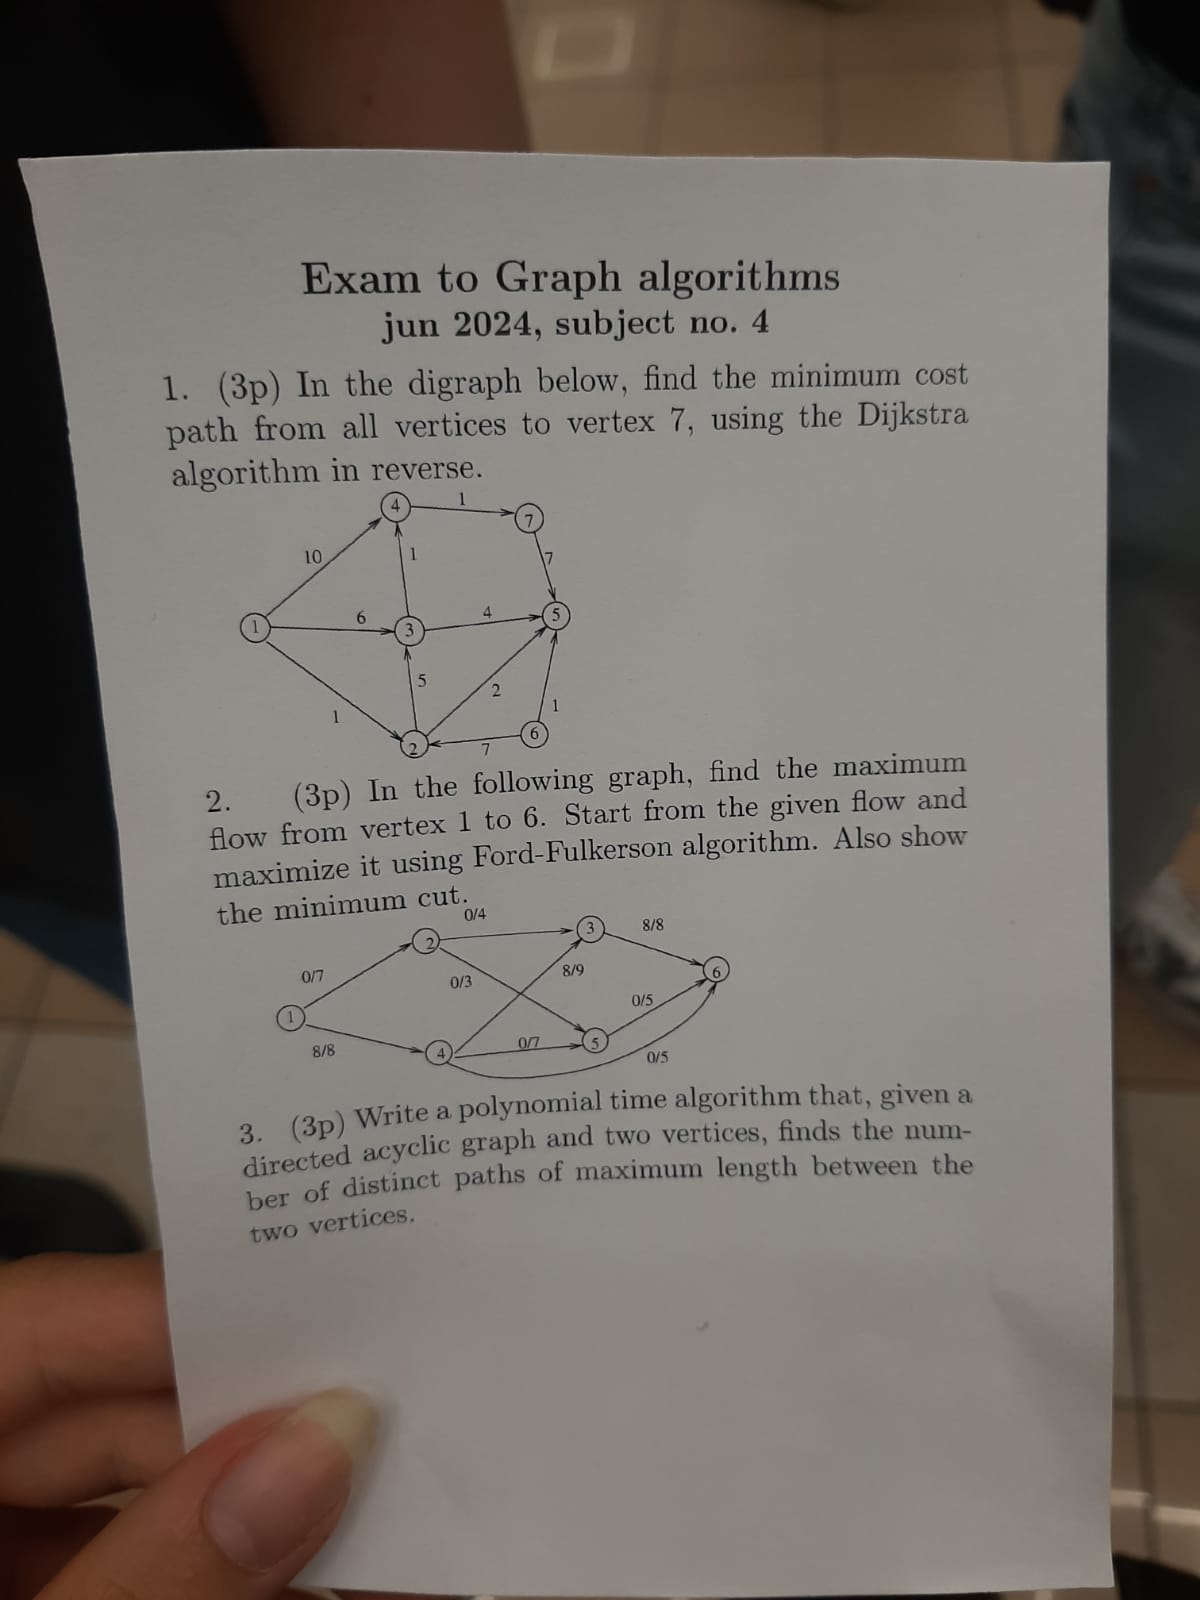 Exam to Graph algorithms
jun 2024, subject no. 4
1. (3p) In the digraph below, find the minimum cost
path from all vertices to vertex 7, using the Dijkstra
algorithm in reverse.
4
1
7
10
1
7
1
6
3
4
5
5
2
1
1
2
7
6
2. (3p) In the following graph, find the maximum
flow from vertex 1 to 6. Start from the given flow and
maximize it using Ford-Fulkerson algorithm. Also show
the minimum cut.
0/4
2
3
8/8
0/7
0/3
8/9
6
1
0/5
8/8
4
0/7
5
0/5
3. (3p) Write a polynomial time algorithm that, given a
directed acyclic graph and two vertices, finds the num-
ber of distinct paths of maximum length between the
two vertices.